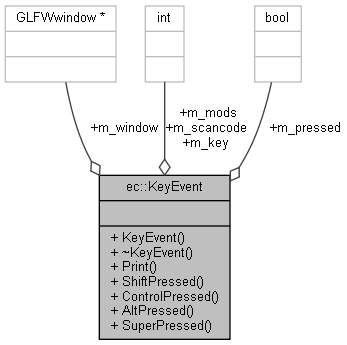 GLFWwindow *
int
bool
+m_window
+m_mods
+m_scancode
+m_key
+m_pressed
ec::KeyEvent
+ KeyEvent()
+ ~KeyEvent()
+ Print()
+ ShiftPressed()
+ ControlPressed()
+ AltPressed()
+ SuperPressed()